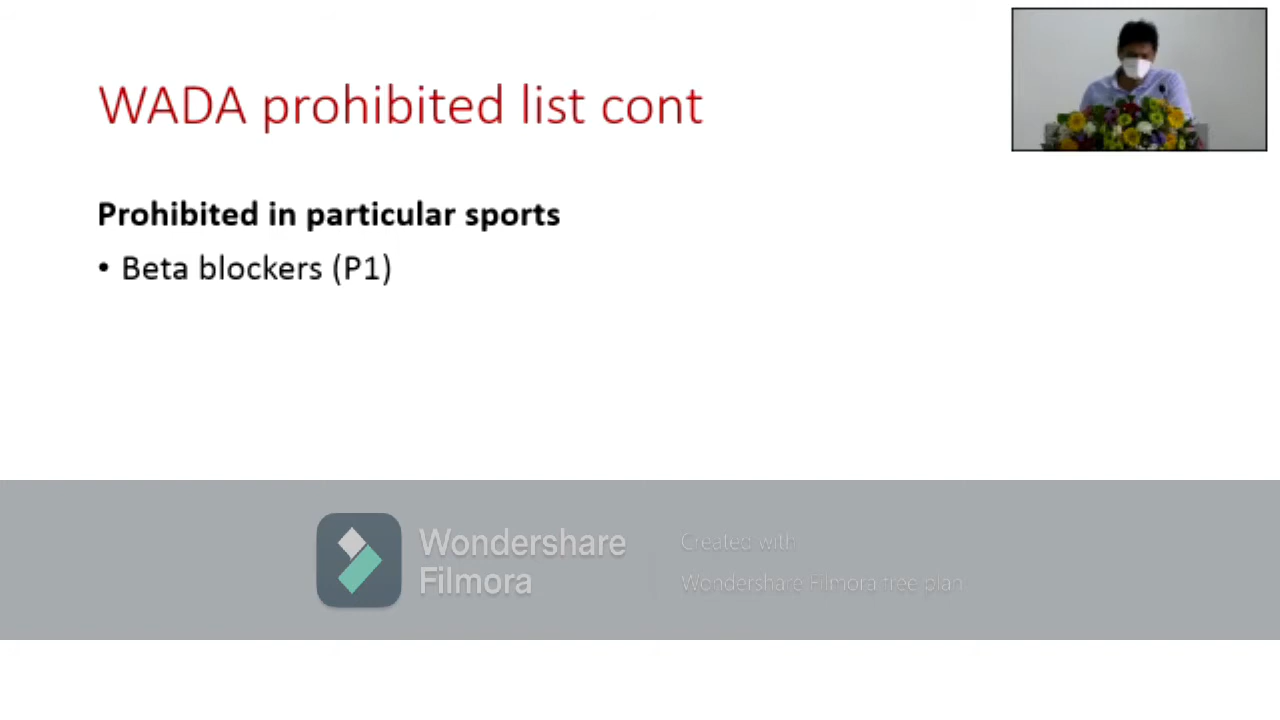 WADA prohibited list cont
Prohibited in particular sports
• Beta blockers (P1)
Wondershare
Filmora
Created with
Wondershare Filmora free plan